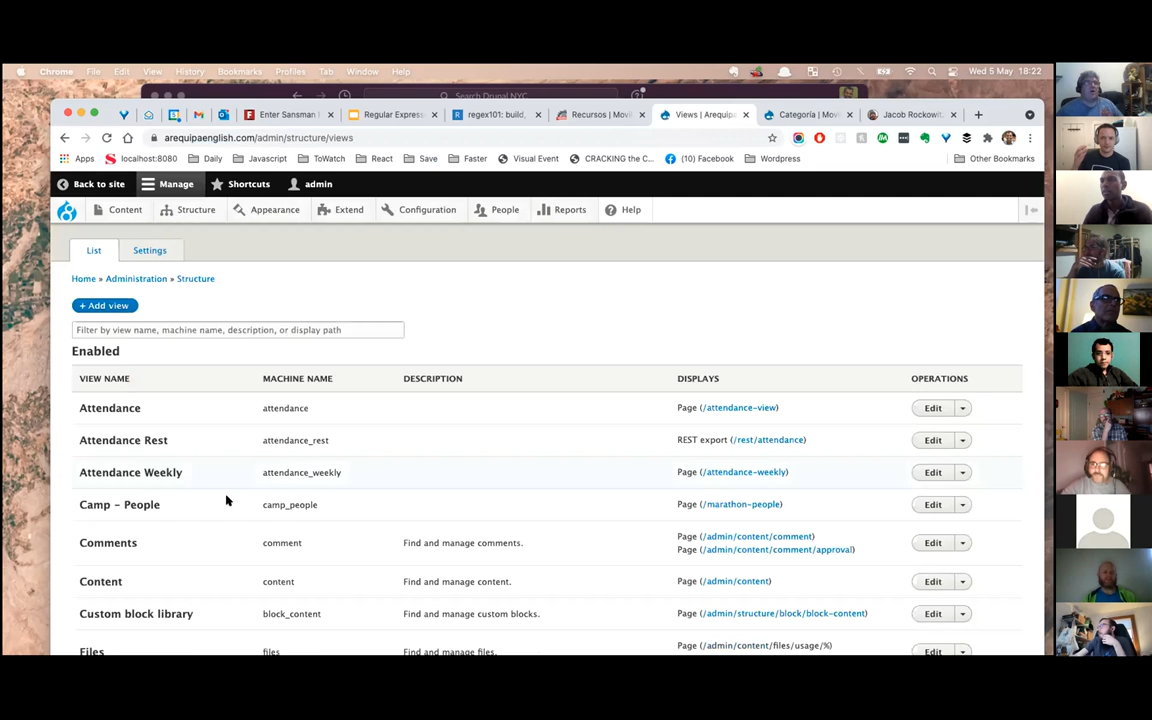 Chrome File Edit View History Bookmarks Profiles Tab Window Help Wed 5 May 18:22
Search Drupal NYC
Enter Sansman Regular Expres regex101: build, Recursos | Movi Views | Arequip Categoría | Mov Jacob Rockowit
arequipaenglish.com/admin/structure/views
Apps localhost:8080 Daily Javascript ToWatch React Save Faster Visual Event CRACKING the C... (10) Facebook Wordpress Other Bookmarks
Back to site Manage Shortcuts admin
Content Structure Appearance Extend Configuration People Reports Help
List Settings
Home » Administration » Structure
+ Add view
Filter by view name, machine name, description, or display path
Enabled
VIEW NAME MACHINE NAME DESCRIPTION DISPLAYS OPERATIONS
Attendance attendance Page (/attendance-view) Edit
Attendance Rest attendance_rest REST export (/rest/attendance) Edit
Attendance Weekly attendance_weekly Page (/attendance-weekly) Edit
Camp - People camp_people Page (/marathon-people) Edit
Comments comment Find and manage comments. Page (/admin/content/comment) Edit
Page (/admin/content/comment/approval)
Content content Find and manage content. Page (/admin/content) Edit
Custom block library block_content Find and manage custom blocks. Page (/admin/structure/block/block-content) Edit
Files files Find and manage files. Page (/admin/content/files/usage/%) Edit